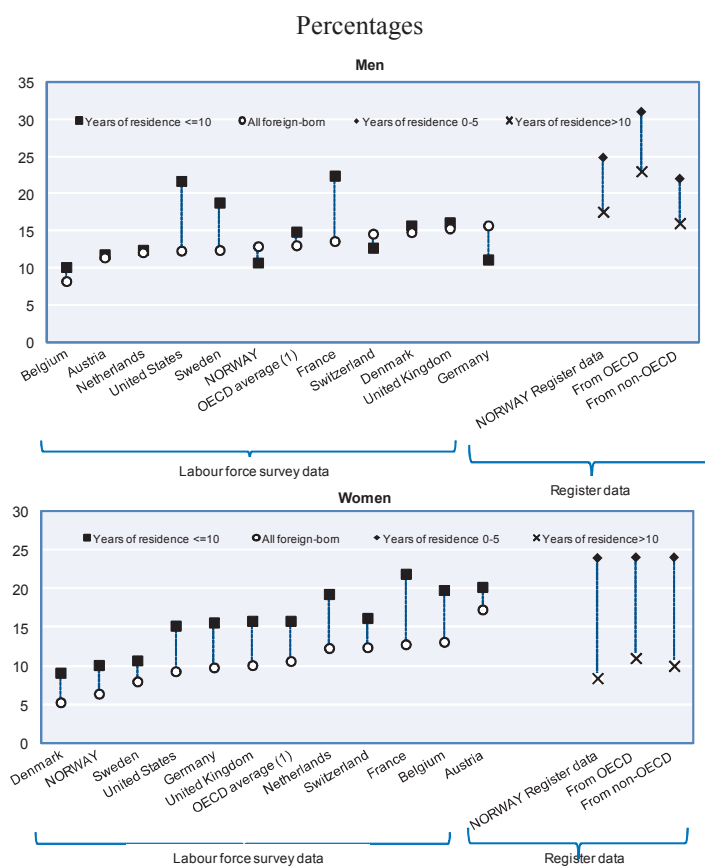 Percentages
Men
35
30
25
20
15
10
5
0
Years of residence <=10 All foreign-born Years of residence 0-5 Years of residence>10
Belgium
Austria
Netherlands
United States
Sweden
NORWAY
OECD average (1)
France
Switzerland
Denmark
United Kingdom
Germany
NORWAY Register data
From OECD
From non-OECD
Labour force survey data
Register data
Women
30
25
20
15
10
5
0
Years of residence <=10 All foreign-born Years of residence 0-5 Years of residence>10
Denmark
NORWAY
Sweden
United States
Germany
United Kingdom
OECD average (1)
Netherlands
Switzerland
France
Belgium
Austria
NORWAY Register data
From OECD
From non-OECD
Labour force survey data
Register data